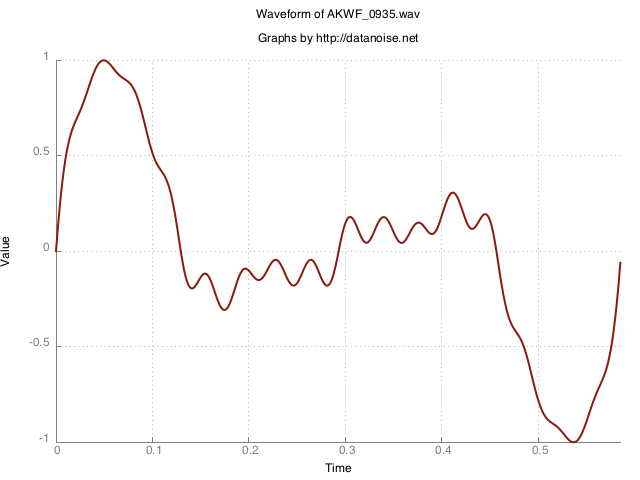 Waveform of AKWF_0935.wav
Graphs by http://datanoise.net
1
0.5
0
-0.5
-1
Value
0 0.1 0.2 0.3 0.4 0.5
Time